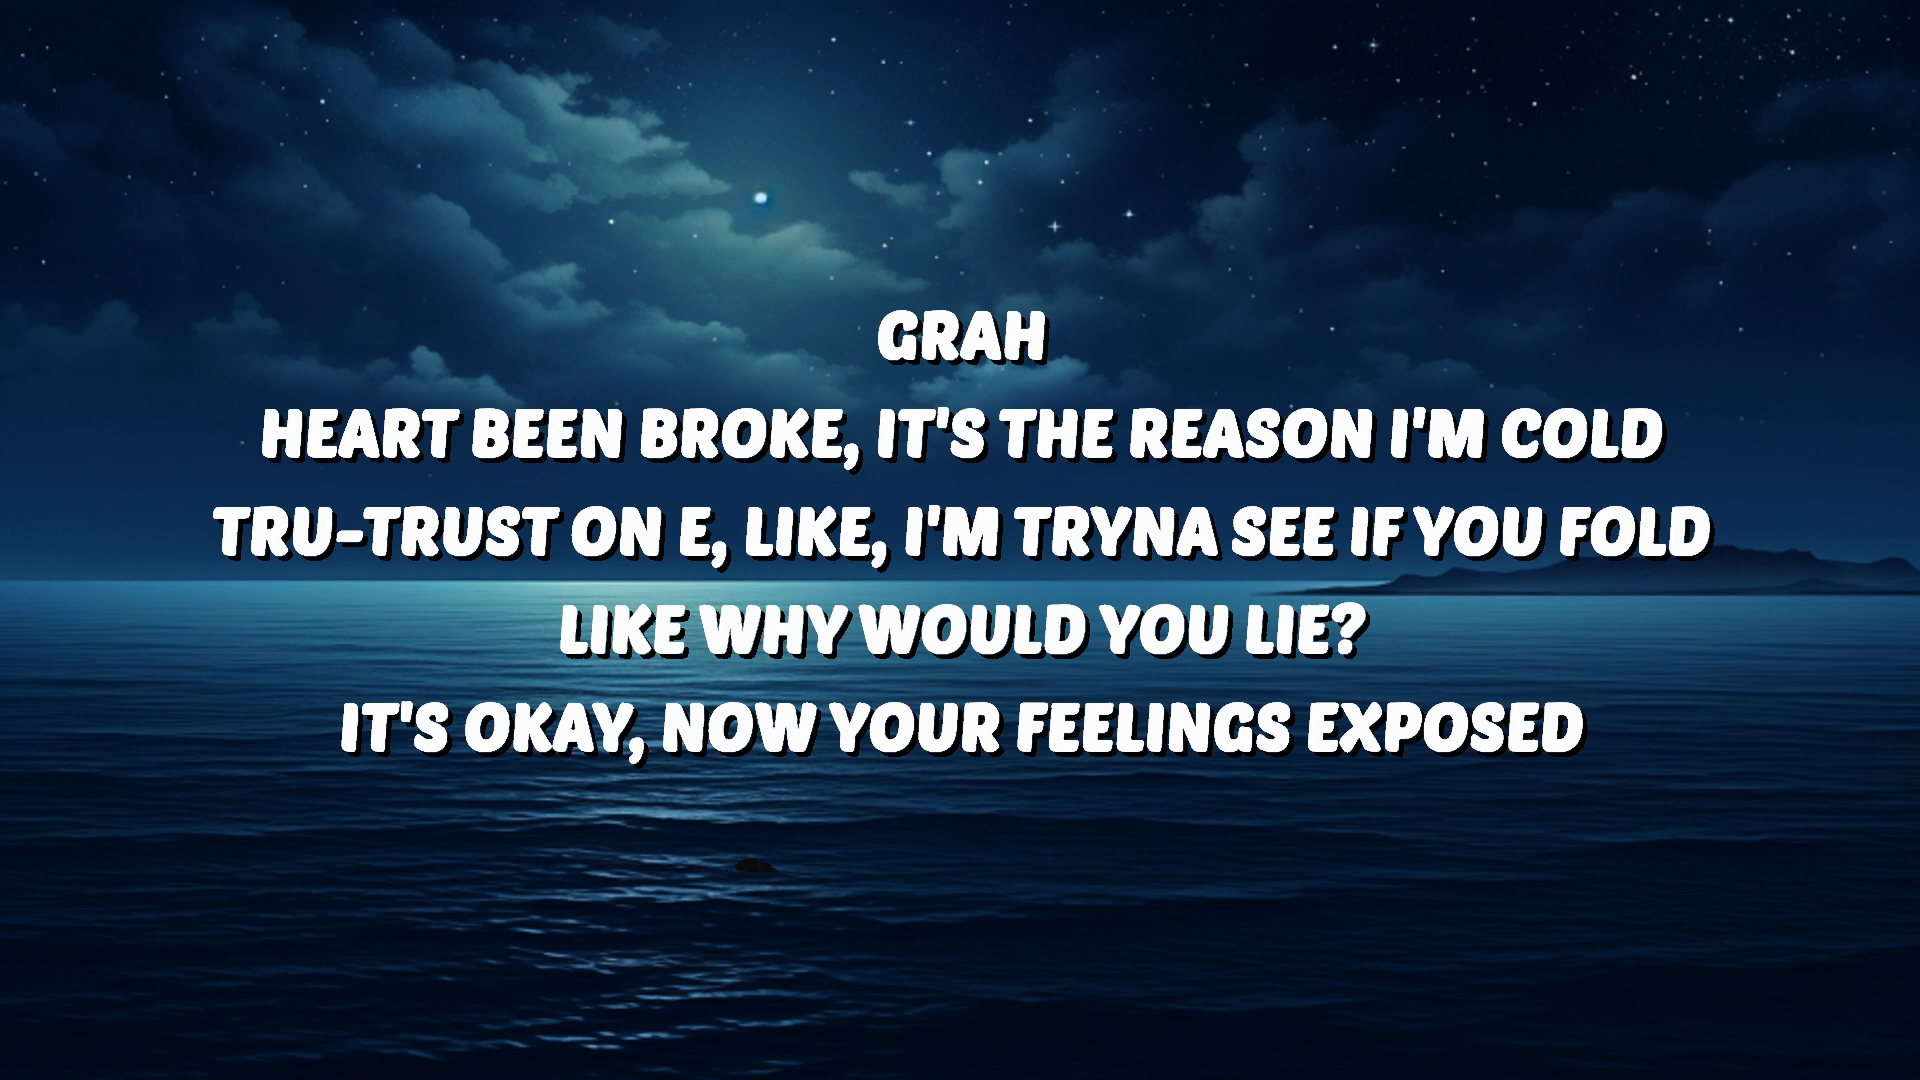 GRAH
HEART BEEN BROKE, IT'S THE REASON I'M COLD
TRU-TRUST ON E, LIKE, I'M TRYNA SEE IF YOU FOLD
LIKE WHY WOULD YOU LIE?
IT'S OKAY, NOW YOUR FEELINGS EXPOSED